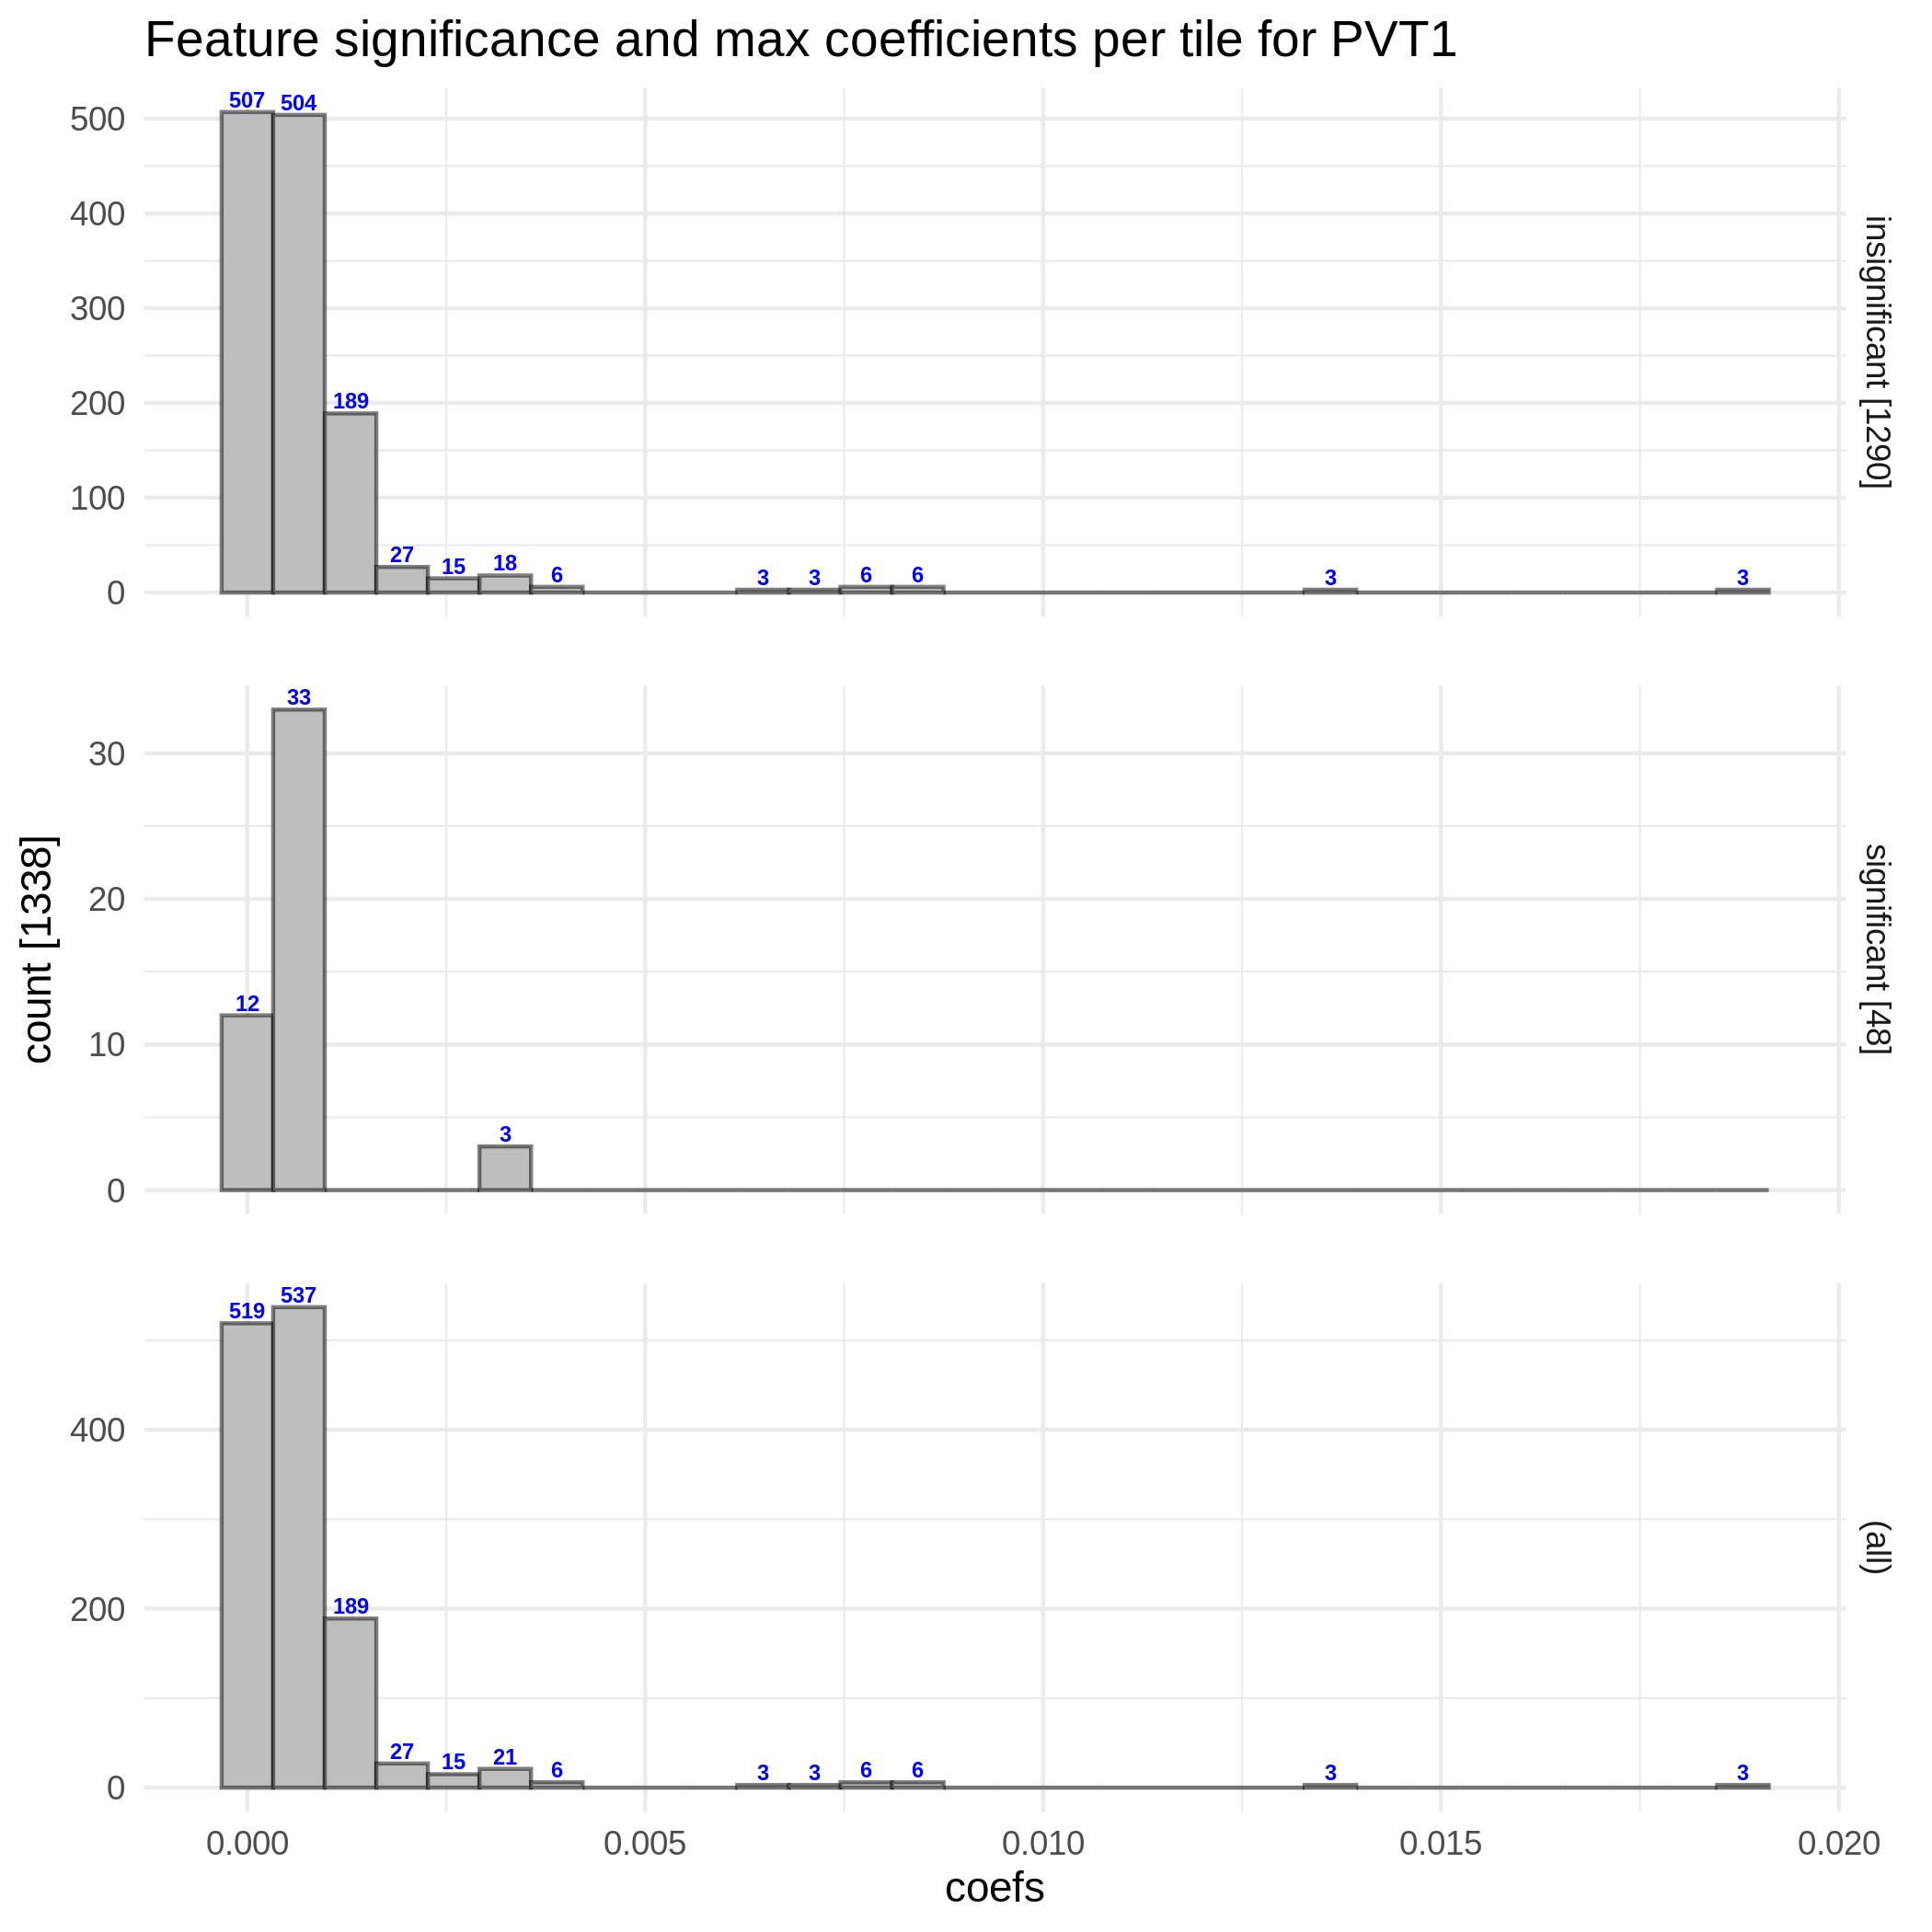 Feature significance and max coefficients per tile for PVT1
507 504 189 27 15 18 6 3 3 6 6 3 3
500
400
300
200
100
0
insignificant [1290]
33 12 3
30
20
10
0
significant [48]
count [1338]
519 537 189 27 15 21 6 3 3 6 6 3 3
400
200
0
(all)
0.000 0.005 0.010 0.015 0.020
coefs